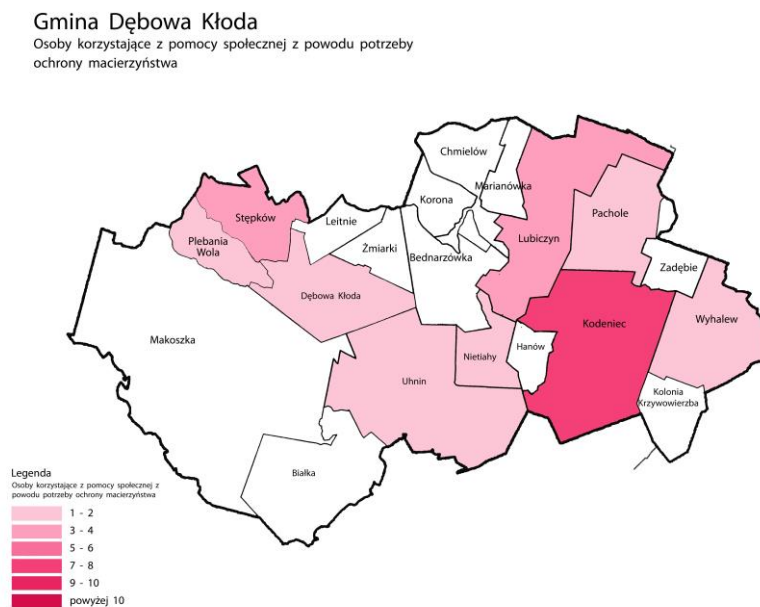 Gmina Dębowa Kłoda
Osoby korzystające z pomocy społecznej z powodu potrzeby
ochrony macierzyństwa
Chmielów
Marianówka
Korona
Stępków
Leitnie
Pachole
Plebania
Wola
Żmiarki
Bednarzówka
Lubiczyn
Zadębie
Dębowa Kłoda
Makoszka
Kodeniec
Wyhalew
Hanów
Nietiahy
Uhnin
Kolonia
Krzywowierzba
Białka
Legenda
Osoby korzystające z pomocy społecznej z
powodu potrzeby ochrony macierzyństwa
1 - 2
3 - 4
5 - 6
7 - 8
9 - 10
powyżej 10